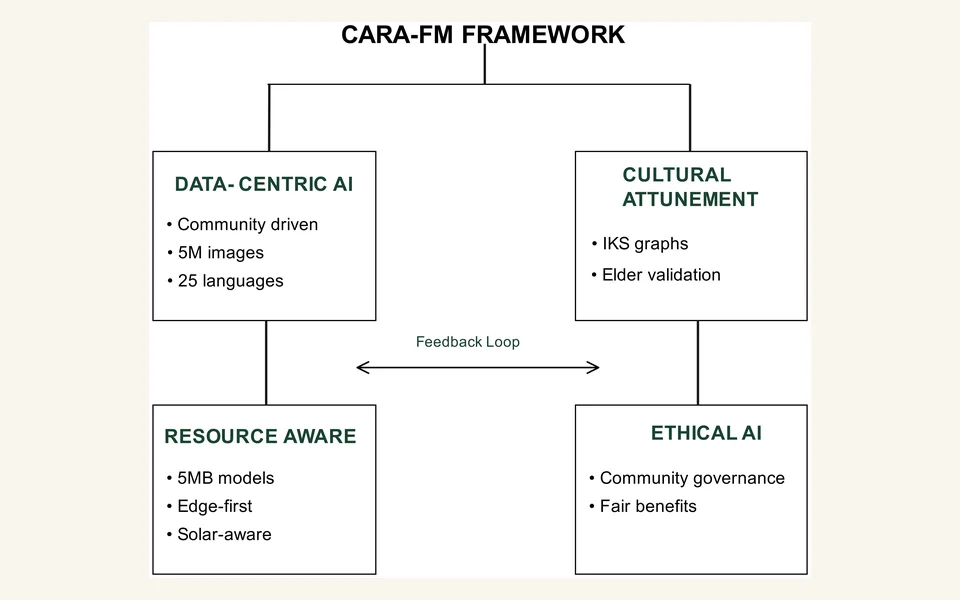 CARA-FM FRAMEWORK
DATA- CENTRIC AI
• Community driven
• 5M images
• 25 languages
CULTURAL
ATTUNEMENT
• IKS graphs
• Elder validation
Feedback Loop
RESOURCE AWARE
• 5MB models
• Edge-first
• Solar-aware
ETHICAL AI
• Community governance
• Fair benefits